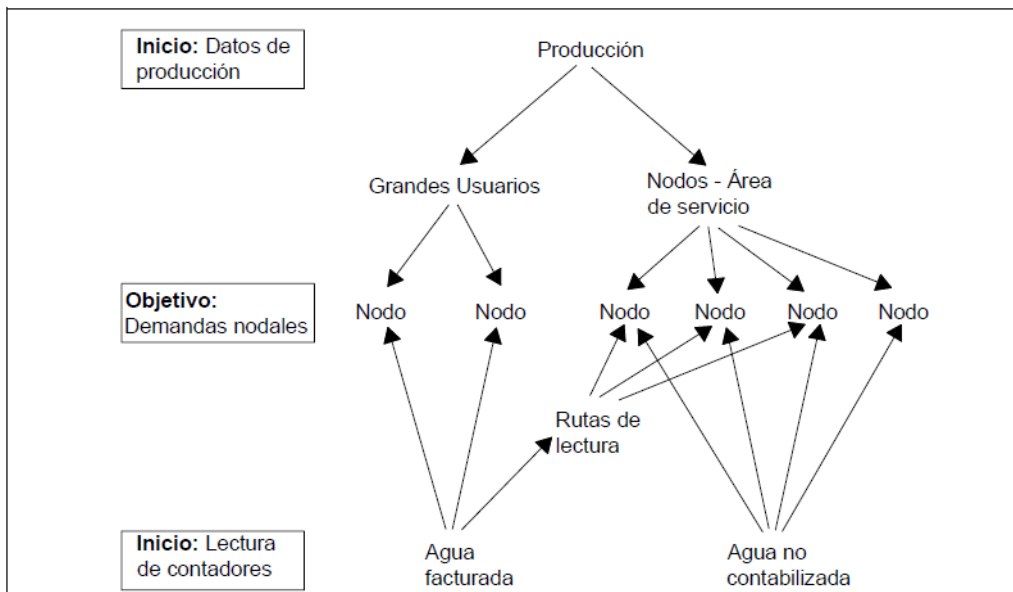 Inicio: Datos de
producción
Producción
Grandes Usuarios
Nodos - Área
de servicio
Objetivo:
Demandas nodales
Nodo
Nodo
Nodo
Nodo
Nodo
Nodo
Rutas de
lectura
Inicio: Lectura
de contadores
Agua
facturada
Agua no
contabilizada